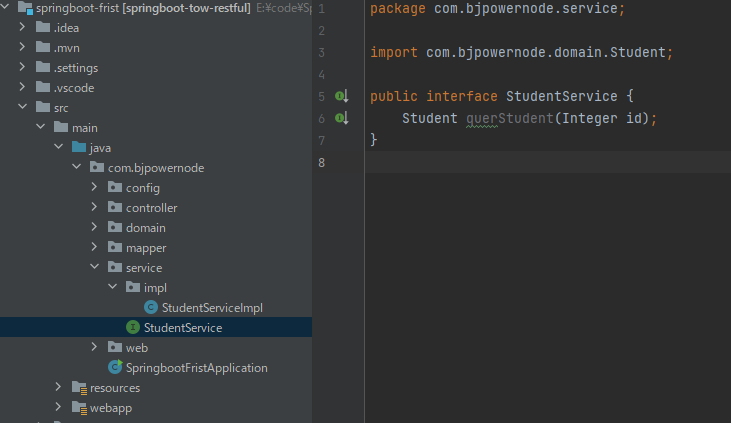 springboot-frist [springboot-tow-restful] E:¥code¥Sp
.idea
.mvn
.settings
.vscode
src
main
java
com.bjpowernode
config
controller
domain
mapper
service
impl
StudentServiceImpl
StudentService
web
SpringbootFristApplication
resources
webapp
1 package com.bjpowernode.service;
2
3 import com.bjpowernode.domain.Student;
4
5 public interface StudentService {
6 Student querStudent(Integer id);
7 }
8